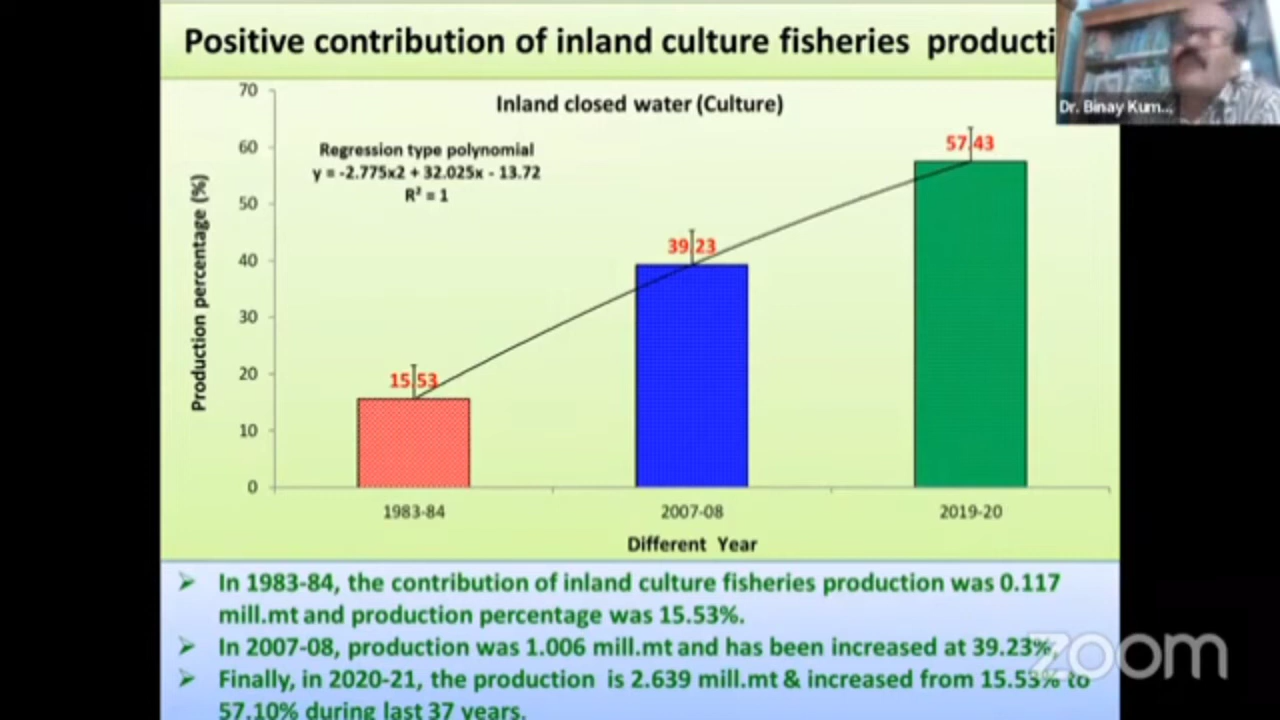 Positive contribution of inland culture fisheries producti
Dr. Binay Kum...
Inland closed water (Culture)
Regression type polynomial
y = -2.775x2 + 32.025x - 13.72
R² = 1
Production percentage (%)
70
60
50
40
30
20
10
0
15.53
39.23
57.43
1983-84
2007-08
2019-20
Different Year
➢ In 1983-84, the contribution of inland culture fisheries production was 0.117
mill.mt and production percentage was 15.53%.
➢ In 2007-08, production was 1.006 mill.mt and has been increased at 39.23%.
➢ Finally, in 2020-21, the production is 2.639 mill.mt & increased from 15.53% to
57.10% during last 37 years.
zoom